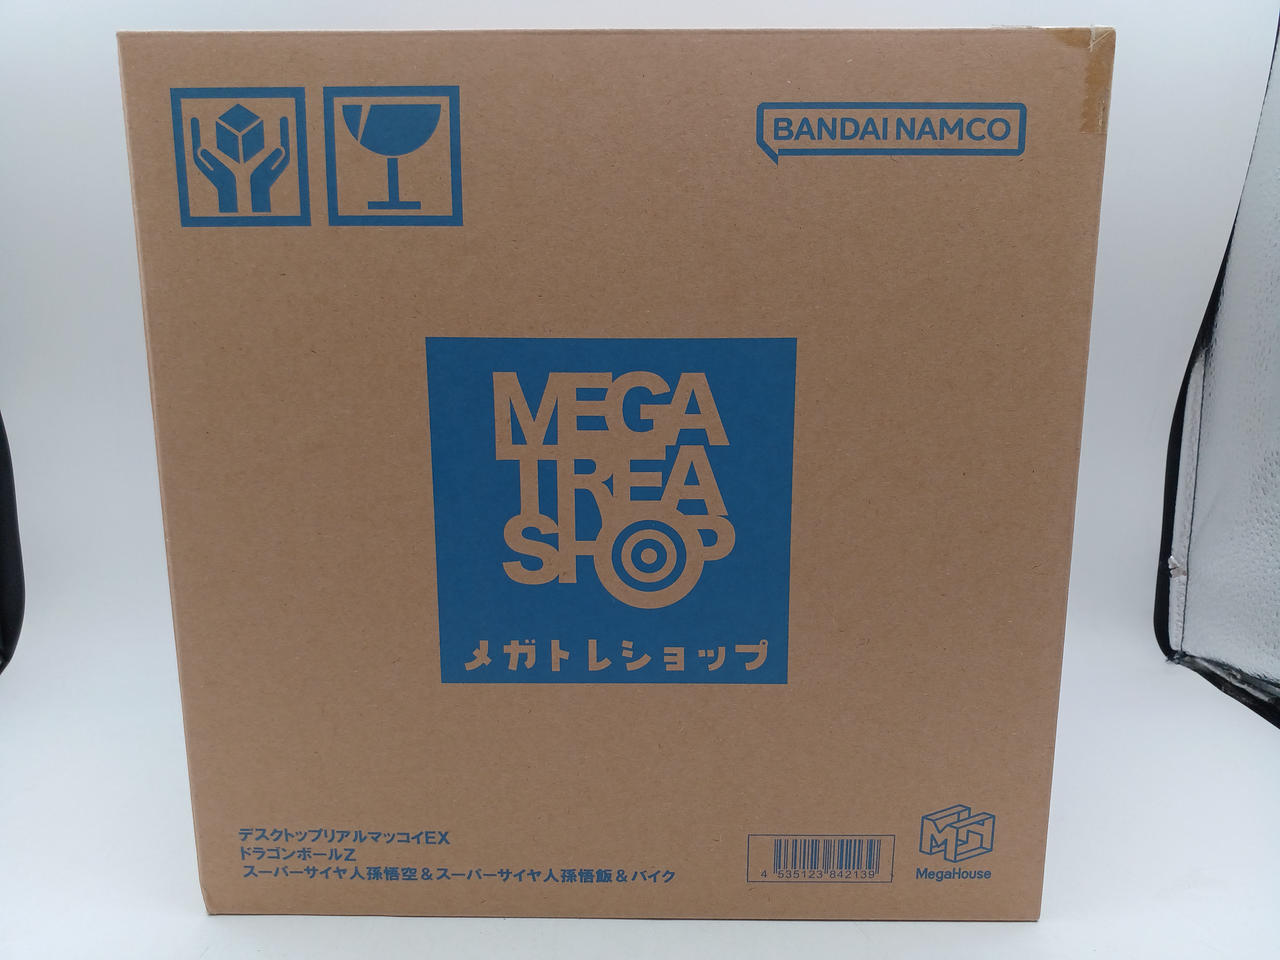 BANDAI NAMCO
MEGA
TREA
SHOP
メガトレショップ
デスクトップリアルマッコイEX
ドラゴンボールZ
スーパーサイヤ人孫悟空&スーパーサイヤ人孫悟飯&バイク
4 535123 842139
MegaHouse